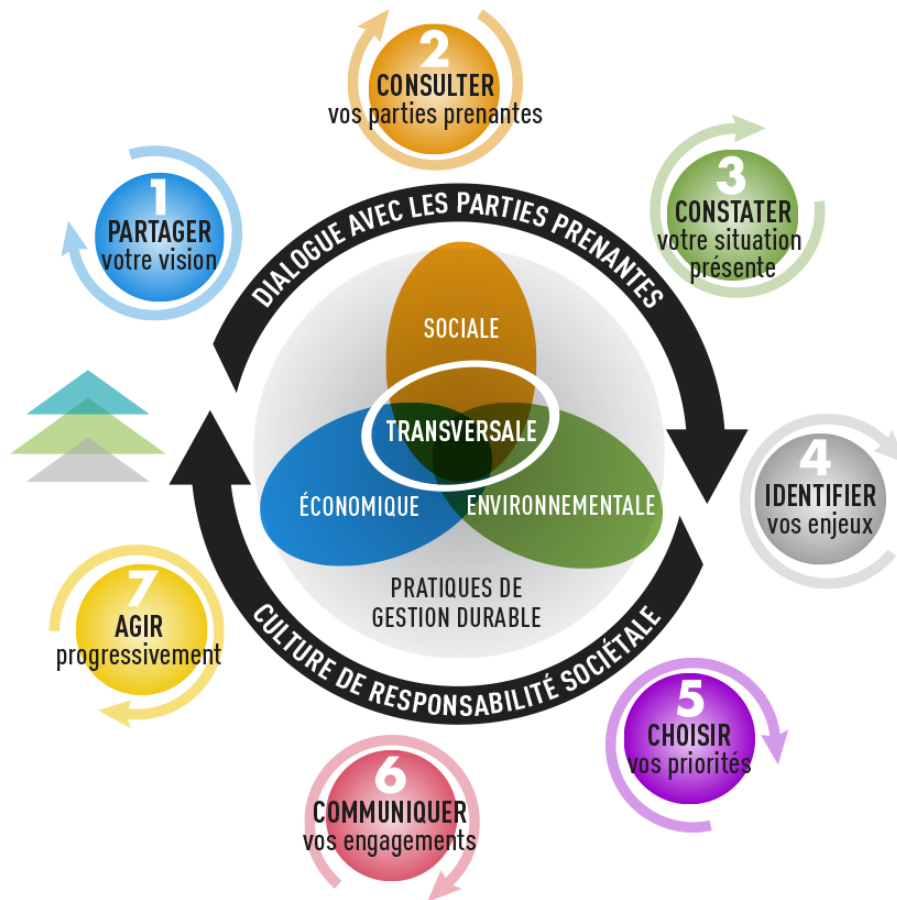 1
PARTAGER
votre vision
2
CONSULTER
vos parties prenantes
3
CONSTATER
votre situation
présente
4
IDENTIFIER
vos enjeux
5
CHOISIR
vos priorités
6
COMMUNIQUER
vos engagements
7
AGIR
progressivement
DIALOGUE AVEC LES PARTIES PRENANTES
SOCIALE
TRANSVERSALE
ÉCONOMIQUE
ENVIRONNEMENTALE
PRATIQUES DE
GESTION DURABLE
CULTURE DE RESPONSABILITÉ SOCIÉTALE